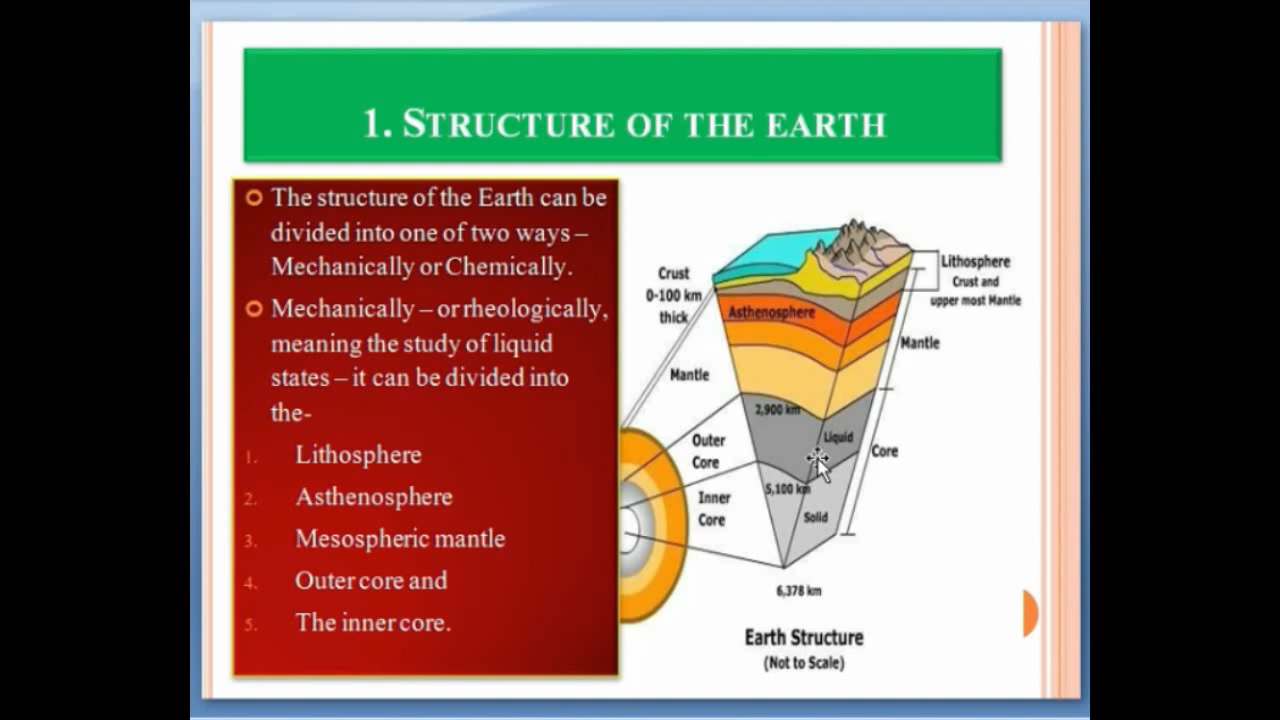 1. STRUCTURE OF THE EARTH
The structure of the Earth can be
divided into one of two ways –
Mechanically or Chemically.
Mechanically – or rheologically,
meaning the study of liquid
states – it can be divided into
the-
1. Lithosphere
2. Asthenosphere
3. Mesospheric mantle
4. Outer core and
5. The inner core.
Crust
0-100 km
thick
Asthenosphere
Lithosphere
Crust and
upper most Mantle
Mantle
Mantle
2,900 km
Liquid
Outer
Core
Core
5,100 km
Inner
Core
Solid
6,378 km
Earth Structure
(Not to Scale)